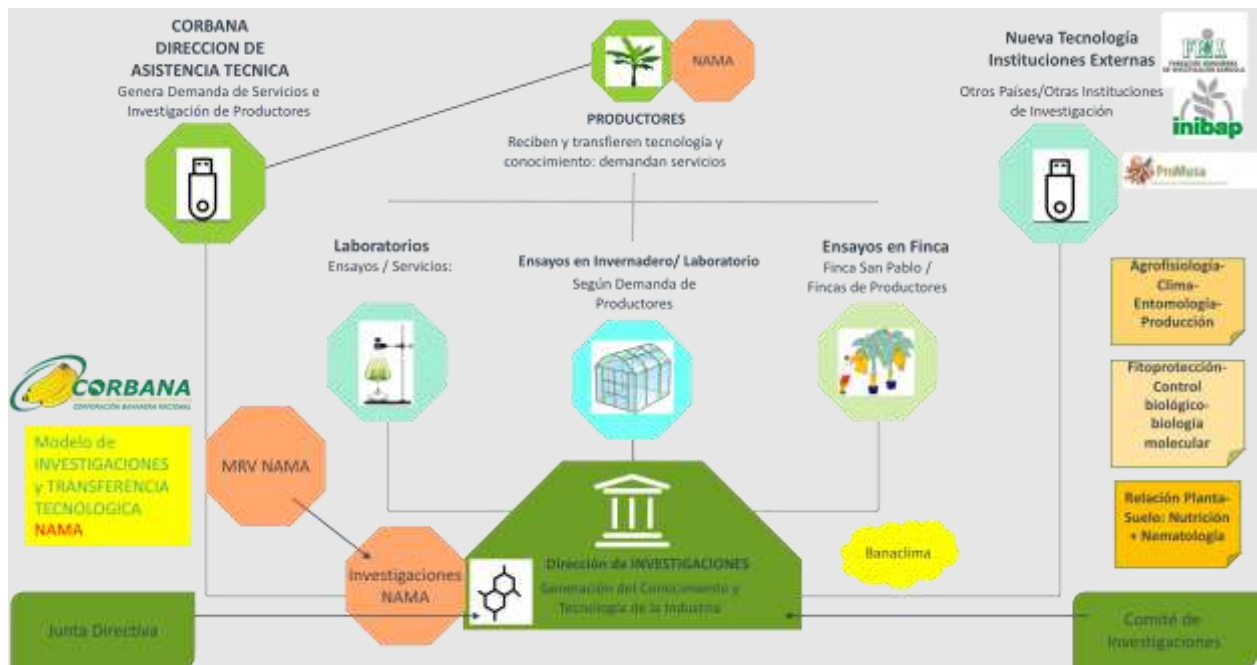 CORBANA
DIRECCION DE
ASISTENCIA TECNICA
Genera Demanda de Servicios e
Investigación de Productores
NAMA
PRODUCTORES
Reciben y transfieren tecnología y
conocimiento: demandan servicios
Nueva Tecnología
Instituciones Externas
Otros Países/Otras Instituciones
de Investigación
inibap
ProMusa
Laboratorios
Ensayos / Servicios:
Ensayos en Invernadero/ Laboratorio
Según Demanda de
Productores
Ensayos en Finca
Finca San Pablo /
Fincas de Productores
Agrofisiología-
Clima-
Entomología-
Producción
Fitoprotección-
Control
biológico-
biología
molecular
Relación Planta-
Suelo: Nutrición
+ Nematología
CORBANA
CORPORACIÓN BANANERA NACIONAL
Modelo de
INVESTIGACIONES
y TRANSFERENCIA
TECNOLOGICA
NAMA
MRV NAMA
Investigaciones
NAMA
Dirección de INVESTIGACIONES
Generación del Conocimiento y
Tecnología de la Industria
Banaclima
Junta Directiva
Comité de
Investigaciones